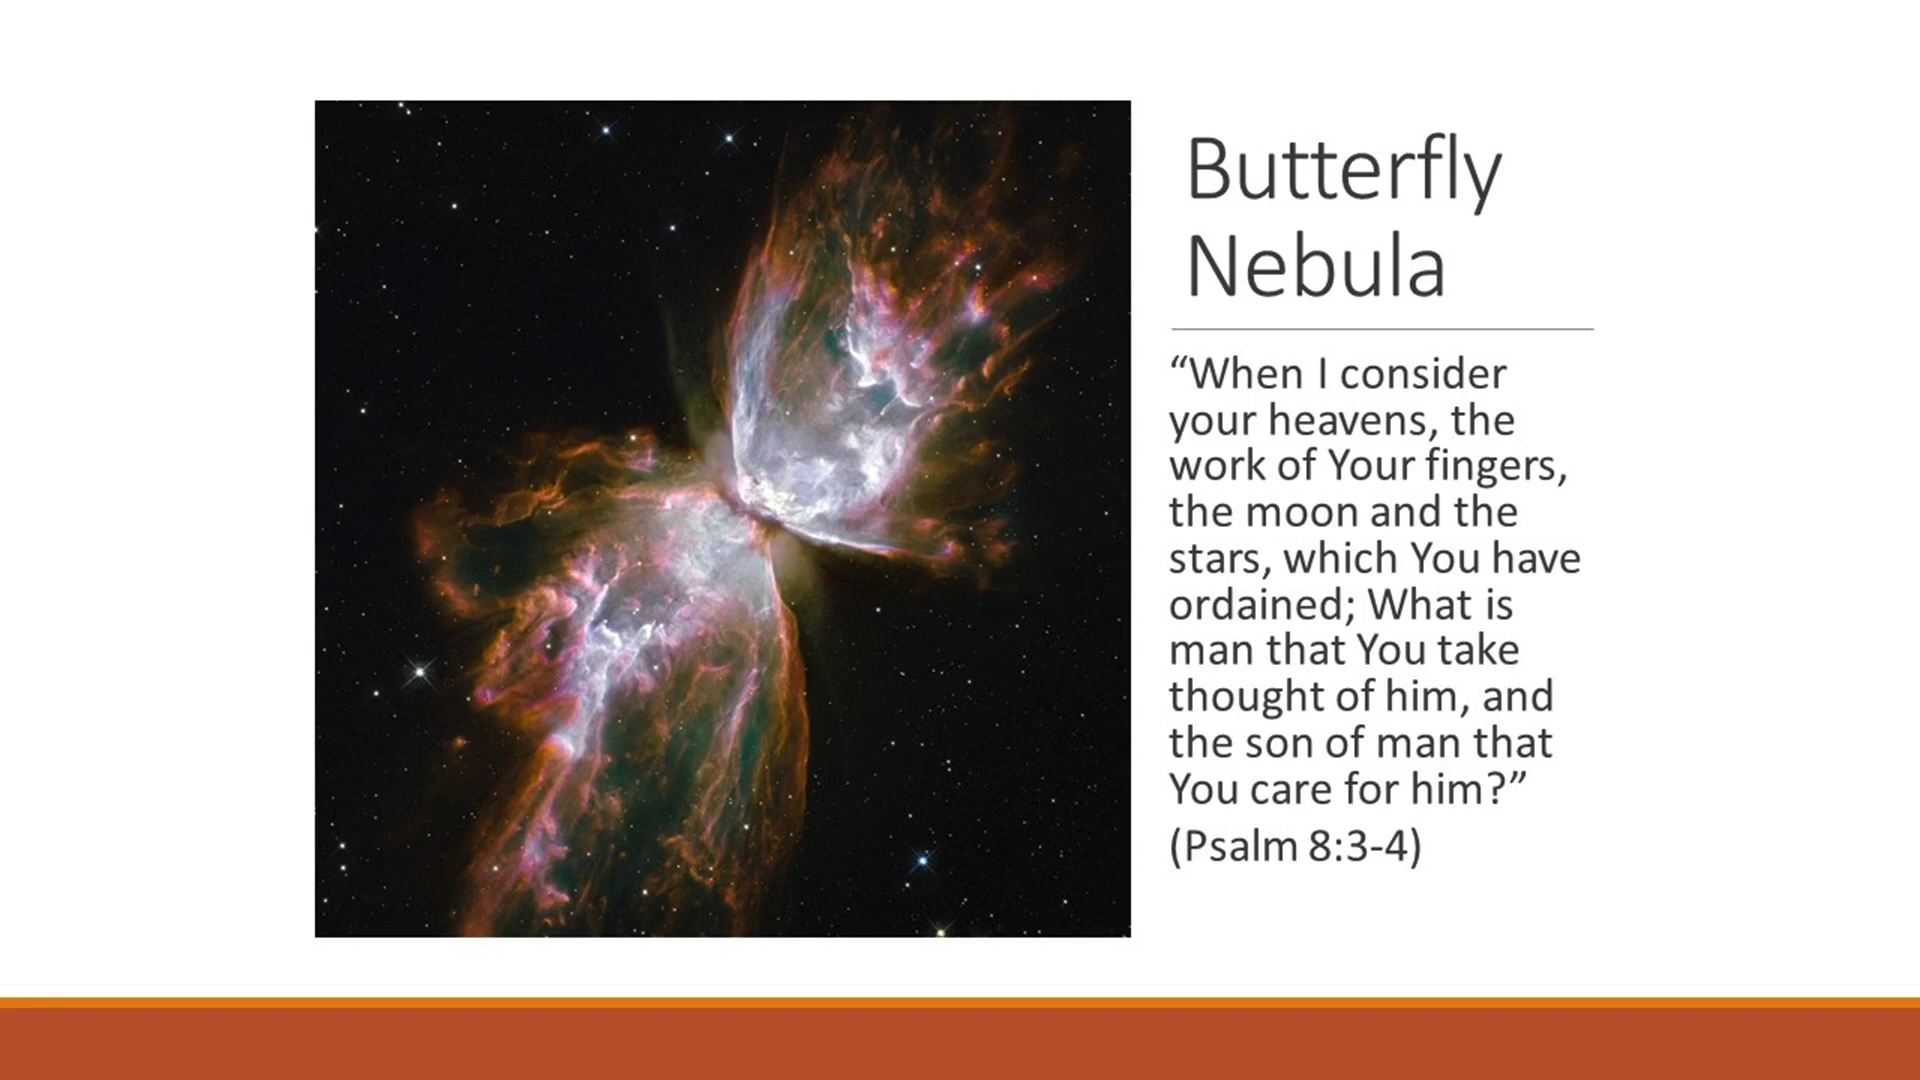 Butterfly
Nebula
“When I consider
your heavens, the
work of Your fingers,
the moon and the
stars, which You have
ordained; What is
man that You take
thought of him, and
the son of man that
You care for him?”
(Psalm 8:3-4)